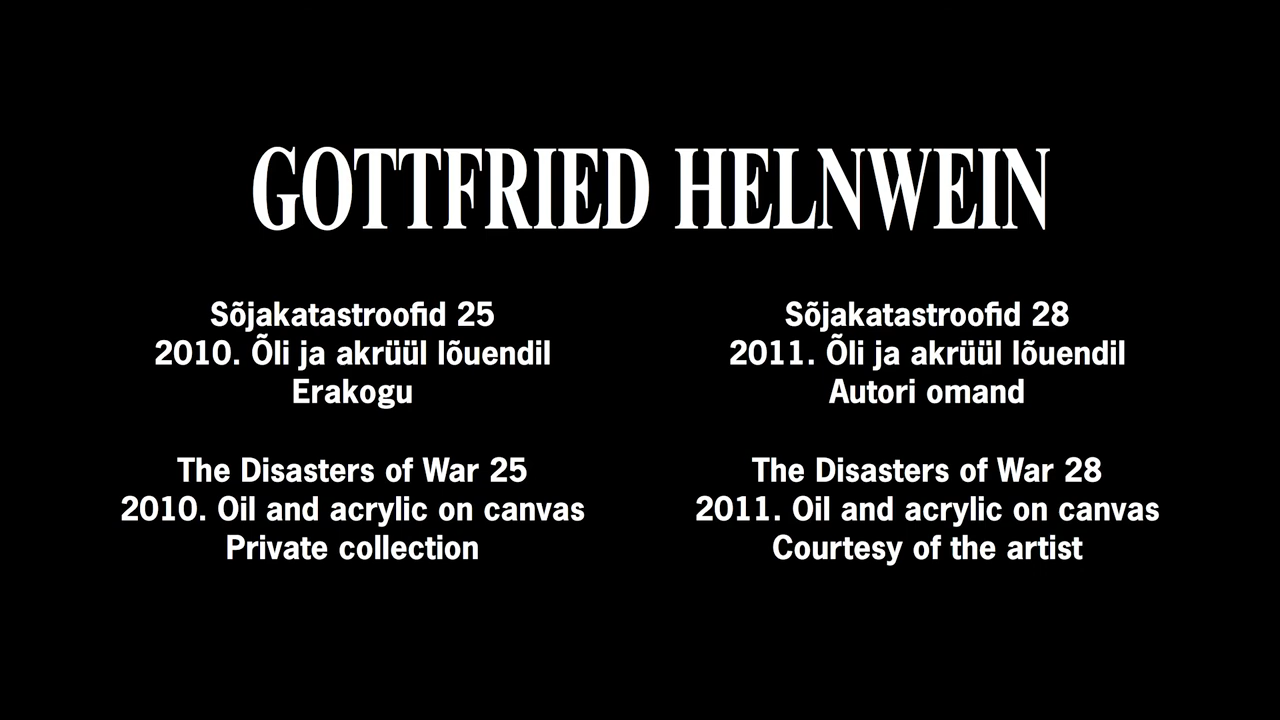 GOTTFRIED HELNWEIN
Sõjakatastroofid 25
2010. Õli ja akrüül lõuendil
Erakogu
The Disasters of War 25
2010. Oil and acrylic on canvas
Private collection
Sõjakatastroofid 28
2011. Õli ja akrüül lõuendil
Autori omand
The Disasters of War 28
2011. Oil and acrylic on canvas
Courtesy of the artist